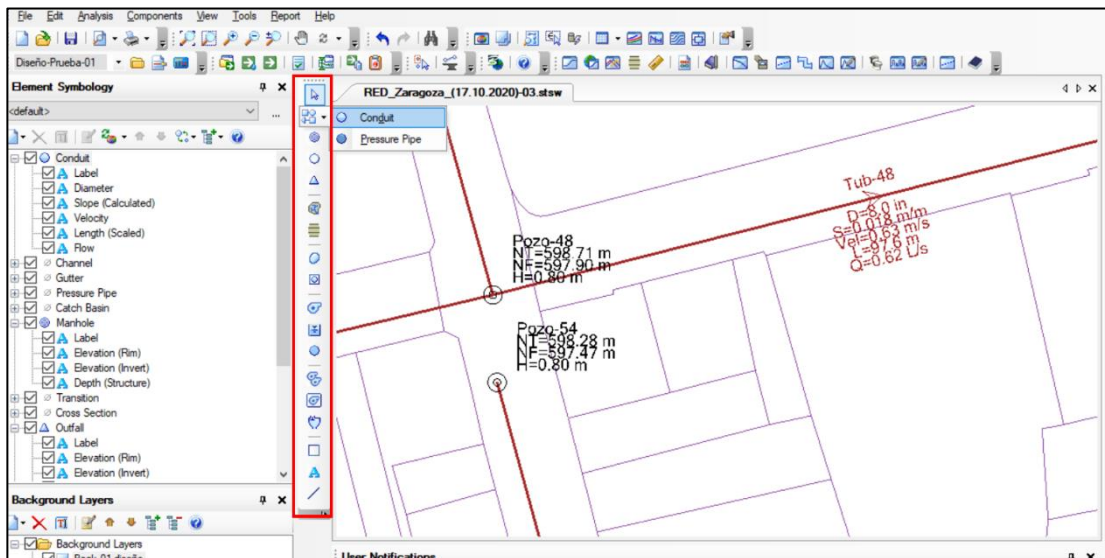 File Edit Analysis Components View Tools Report Help
Diseño-Prueba-01
Element Symbology
<default>
Conduit
Label
Diameter
Slope (Calculated)
Velocity
Length (Scaled)
Flow
Channel
Gutter
Pressure Pipe
Catch Basin
Manhole
Label
Elevation (Rim)
Elevation (Invert)
Depth (Structure)
Transition
Cross Section
Outfall
Label
Elevation (Rim)
Elevation (Invert)
Background Layers
Background Layers
RED_Zaragoza_(17.10.2020)-03.stsw
Conduit
Pressure Pipe
Tub-48
D=8.0 in
S=0.018 m/m
Vel=0.63 m/s
L=97.6 m
Q=0.62 L/s
Pozo-48
NT=598.71 m
NF=597.90 m
H=0.80 m
Pozo-54
NT=598.28 m
NF=597.47 m
H=0.80 m
User Notifications